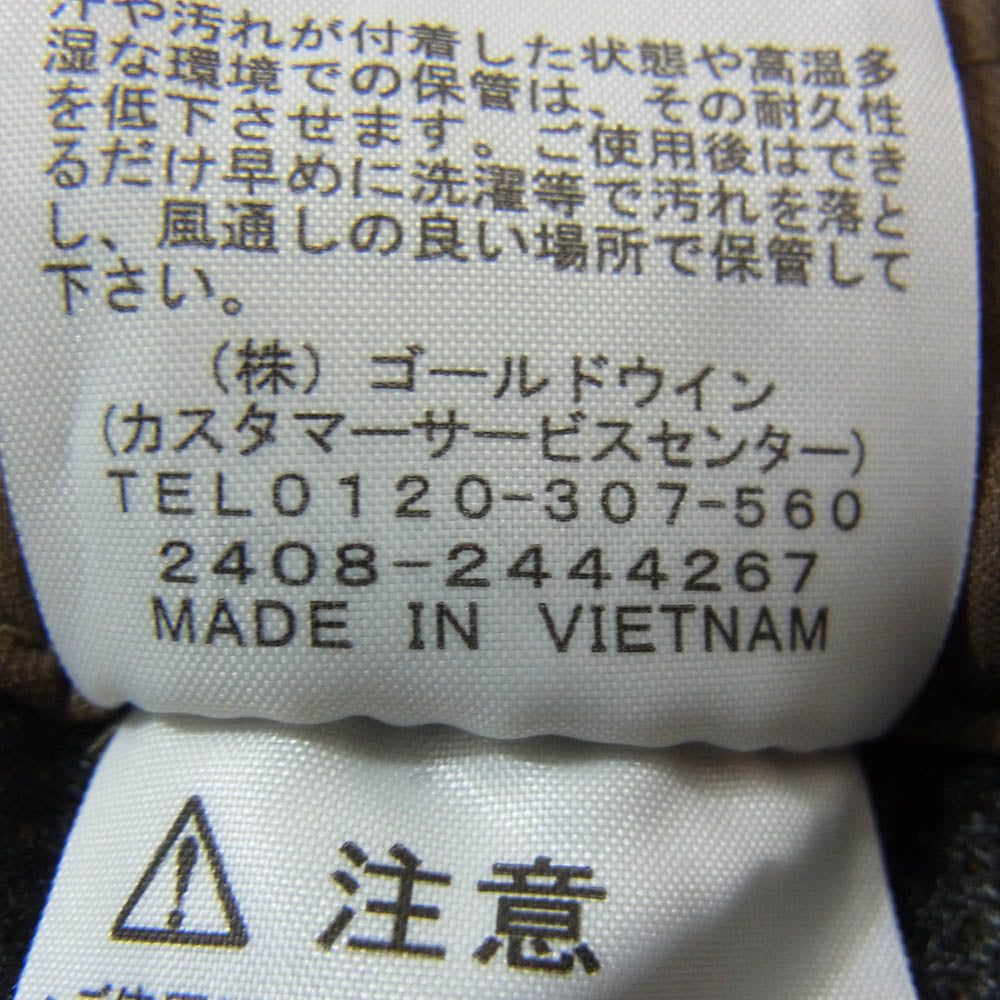 汗や汚れが付着した状態や高温多
湿な環境での保管は、その耐久性
を低下させます。ご使用後はでき
るだけ早めに洗濯等で汚れを落と
し、風通しの良い場所で保管して
下さい。
(株)ゴールドウイン
(カスタマーサービスセンター)
TEL0120-307-560
2408-2444267
MADE IN VIETNAM
注意